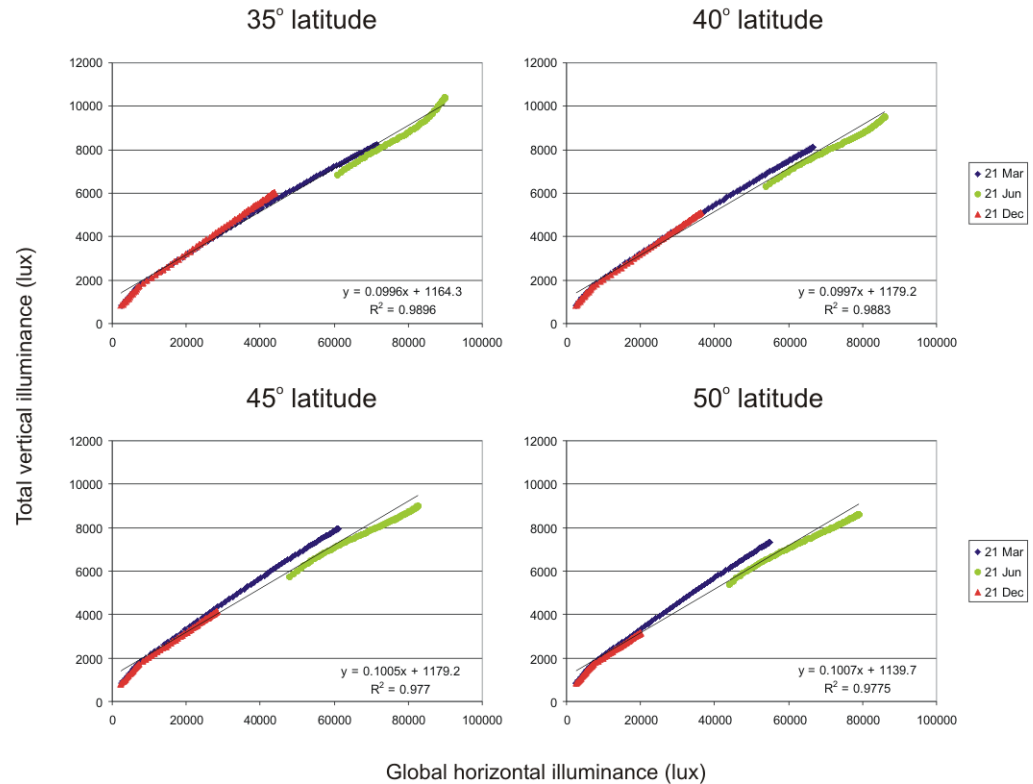 35° latitude
40° latitude
Total vertical illuminance (lux)
12000
10000
8000
6000
4000
2000
0
y = 0.0996x + 1164.3
R² = 0.9896
0 20000 40000 60000 80000 100000
12000
10000
8000
6000
4000
2000
0
y = 0.0997x + 1179.2
R² = 0.9883
0 20000 40000 60000 80000 100000
21 Mar
21 Jun
21 Dec
45° latitude
50° latitude
12000
10000
8000
6000
4000
2000
0
y = 0.1005x + 1179.2
R² = 0.977
0 20000 40000 60000 80000 100000
12000
10000
8000
6000
4000
2000
0
y = 0.1007x + 1139.7
R² = 0.9775
0 20000 40000 60000 80000 100000
21 Mar
21 Jun
21 Dec
Global horizontal illuminance (lux)